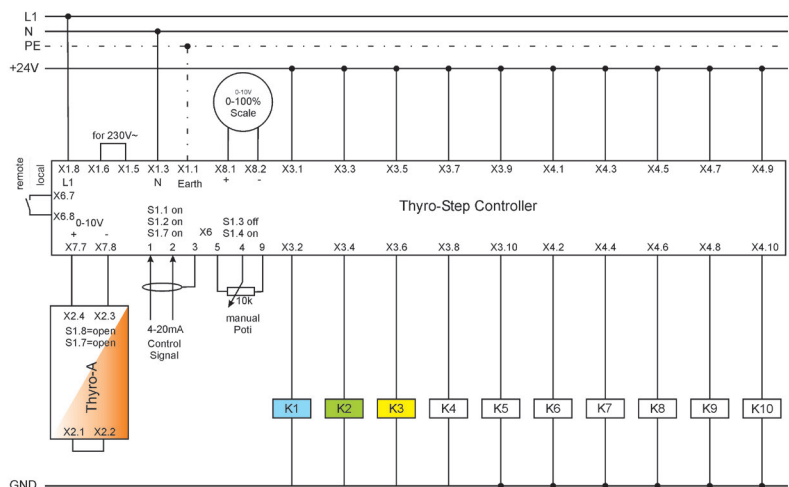 L1
N
PE
+24V
0-10V
0-100%
Scale
for 230V~
X1.8 X1.6 X1.5 X1.3 X1.1 X8.1 X8.2 X3.1 X3.3 X3.5 X3.7 X3.9 X4.1 X4.3 X4.5 X4.7 X4.9
L1 N Earth + -
remote
local
X6.7
X6.8
Thyro-Step Controller
0-10V
+ -
S1.1 on
S1.2 on
S1.7 on
X6
S1.3 off
S1.4 on
X7.7 X7.8 1 2 3 5 4 9 X3.2 X3.4 X3.6 X3.8 X3.10 X4.2 X4.4 X4.6 X4.8 X4.10
10k
4-20mA
Control
Signal
manual
Poti
X2.4 X2.3
S1.8=open
S1.7=open
Thyro-A
X2.1 X2.2
K1 K2 K3 K4 K5 K6 K7 K8 K9 K10
GND